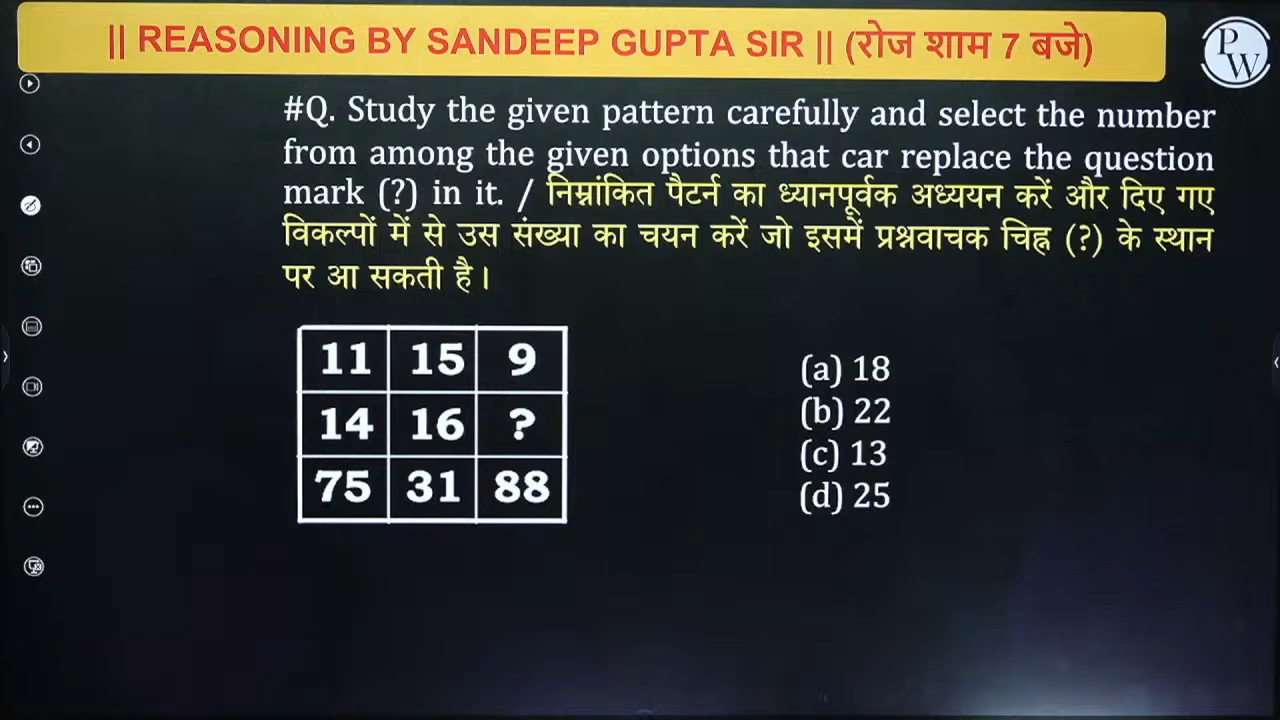 || REASONING BY SANDEEP GUPTA SIR || (रोज शाम 7 बजे)
PW
#Q. Study the given pattern carefully and select the number
from among the given options that car replace the question
mark (?) in it. / निम्नांकित पैटर्न का ध्यानपूर्वक अध्ययन करें और दिए गए
विकल्पों में से उस संख्या का चयन करें जो इसमें प्रश्नवाचक चिह्न (?) के स्थान
पर आ सकती है।
11 15 9
14 16 ?
75 31 88
(a) 18
(b) 22
(c) 13
(d) 25